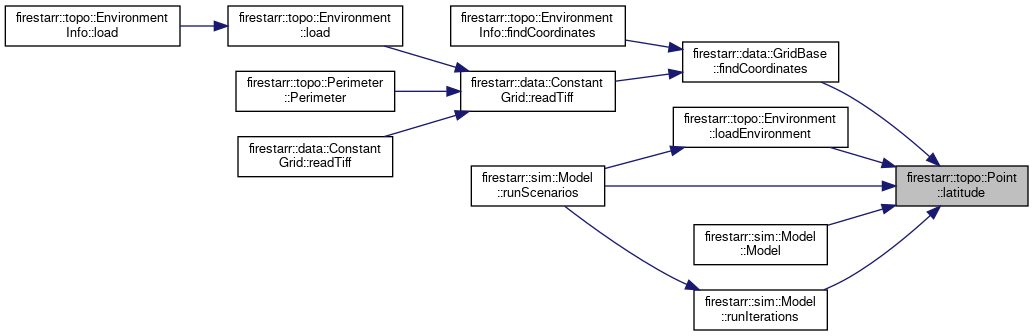 firestarr::topo::Environment
Info::load
firestarr::topo::Environment
::load
firestarr::topo::Environment
Info::findCoordinates
firestarr::data::GridBase
::findCoordinates
firestarr::topo::Perimeter
::Perimeter
firestarr::data::Constant
Grid::readTiff
firestarr::data::Constant
Grid::readTiff
firestarr::topo::Environment
::loadEnvironment
firestarr::sim::Model
::runScenarios
firestarr::topo::Point
::latitude
firestarr::sim::Model
::Model
firestarr::sim::Model
::runIterations